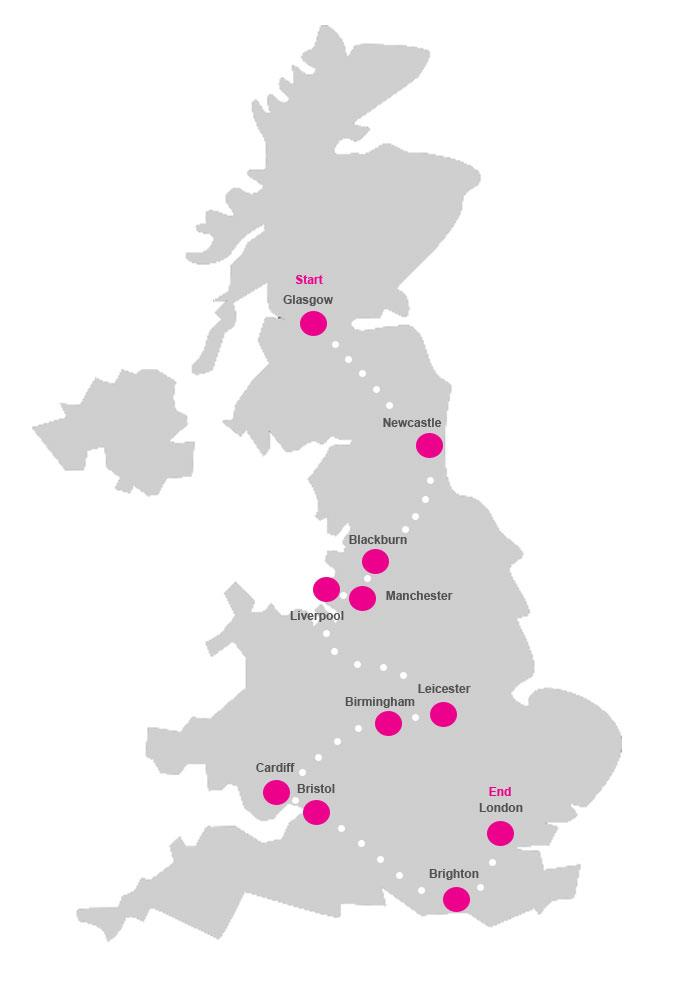 Start
Glasgow
Newcastle
Blackburn
Manchester
Liverpool
Leicester
Birmingham
Cardiff
Bristol
End
London
Brighton